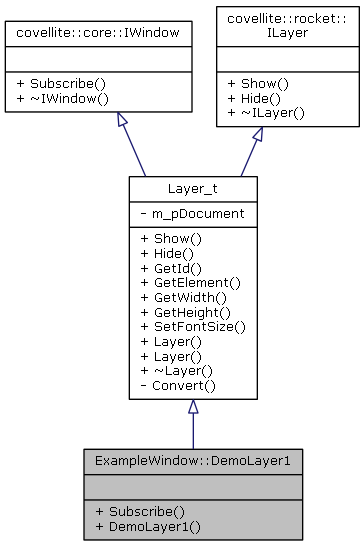 covellite::core::IWindow
+ Subscribe()
+ ~IWindow()
covellite::rocket::
ILayer
+ Show()
+ Hide()
+ ~ILayer()
Layer_t
- m_pDocument
+ Show()
+ Hide()
+ GetId()
+ GetElement()
+ GetWidth()
+ GetHeight()
+ SetFontSize()
+ Layer()
+ Layer()
+ ~Layer()
- Convert()
ExampleWindow::DemoLayer1
+ Subscribe()
+ DemoLayer1()